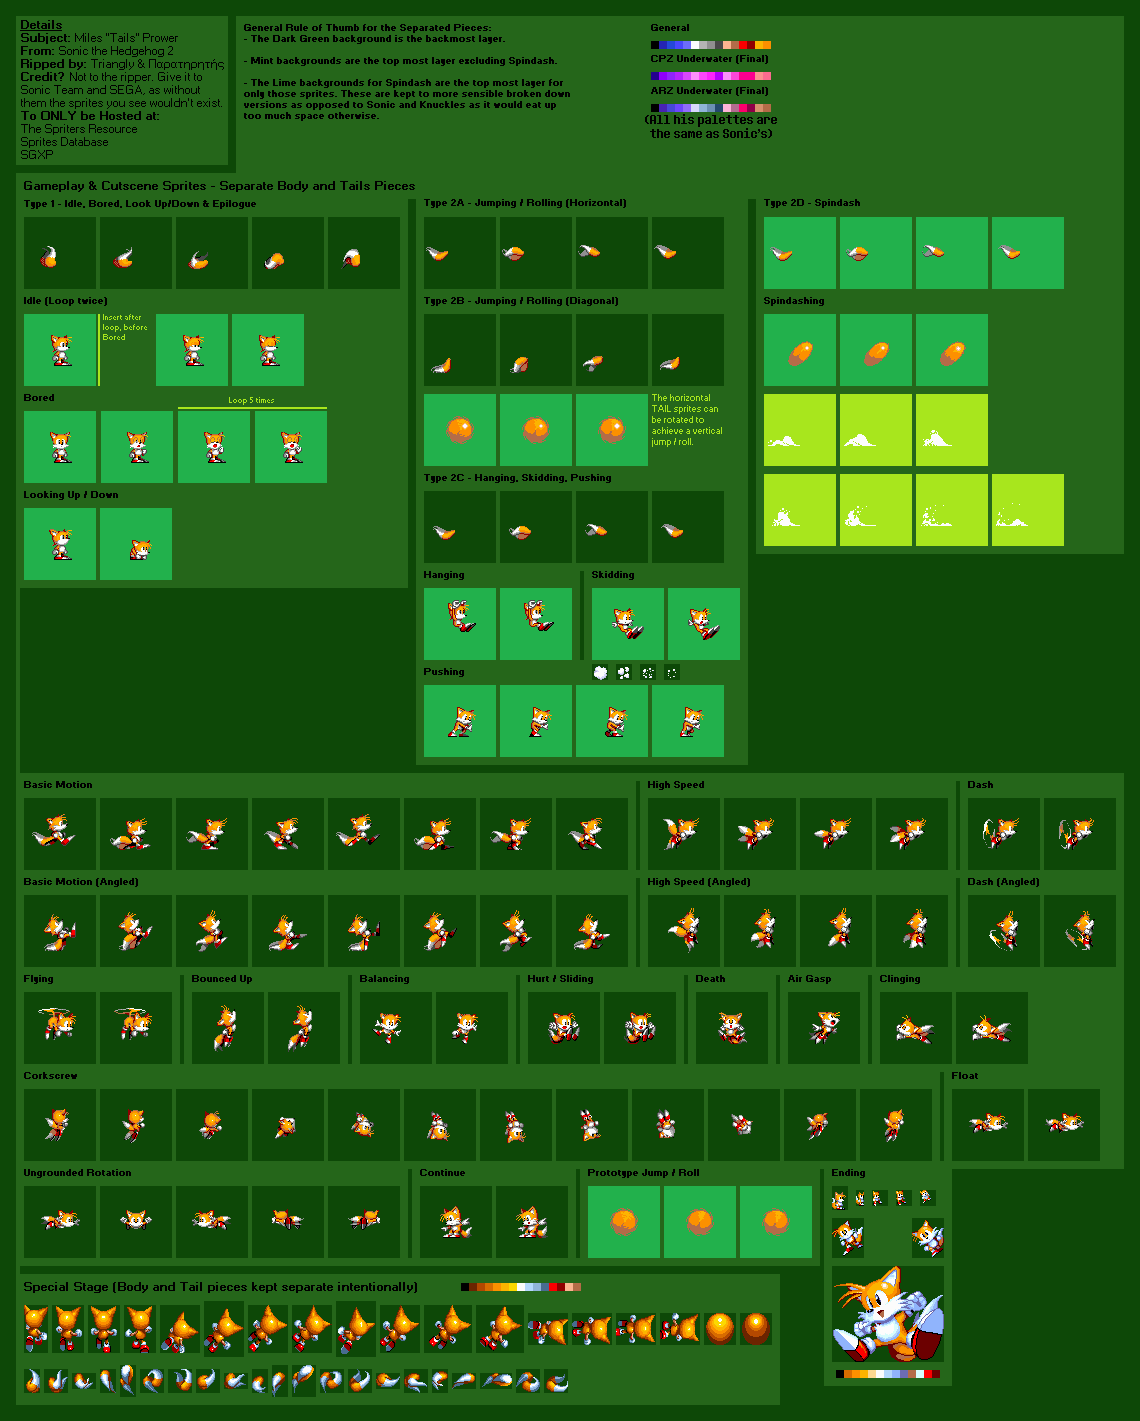 Details
Subject: Miles "Tails" Prower
From: Sonic the Hedgehog 2
Ripped by: Triangly & Παρατηρητής
Credit? Not to the ripper. Give it to
Sonic Team and SEGA, as without
them the sprites you see wouldn't exist.
To ONLY be Hosted at:
The Spriters Resource
Sprites Database
SGXP
General Rule of Thumb for the Separated Pieces:
- The Dark Green background is the backmost layer.
- Mint backgrounds are the top most layer excluding Spindash.
- The Lime backgrounds for Spindash are the top most layer for
only those sprites. These are kept to more sensible broken down
versions as opposed to Sonic and Knuckles as it would eat up
too much space otherwise.
General
CPZ Underwater (Final)
ARZ Underwater (Final)
(All his palettes are
the same as Sonic's)
Gameplay & Cutscene Sprites - Separate Body and Tails Pieces
Type 1 - Idle, Bored, Look Up/Down & Epilogue
Idle (Loop twice)
Insert after
loop, before
Bored
Bored
Loop 5 times
Looking Up / Down
Type 2A - Jumping / Rolling (Horizontal)
Type 2B - Jumping / Rolling (Diagonal)
The horizontal
TAIL sprites can
be rotated to
achieve a vertical
jump / roll.
Type 2C - Hanging, Skidding, Pushing
Hanging
Skidding
Pushing
Type 2D - Spindash
Spindashing
Basic Motion
High Speed
Dash
Basic Motion (Angled)
High Speed (Angled)
Dash (Angled)
Flying
Bounced Up
Balancing
Hurt / Sliding
Death
Air Gasp
Clinging
Corkscrew
Float
Ungrounded Rotation
Continue
Prototype Jump / Roll
Ending
Special Stage (Body and Tail pieces kept separate intentionally)